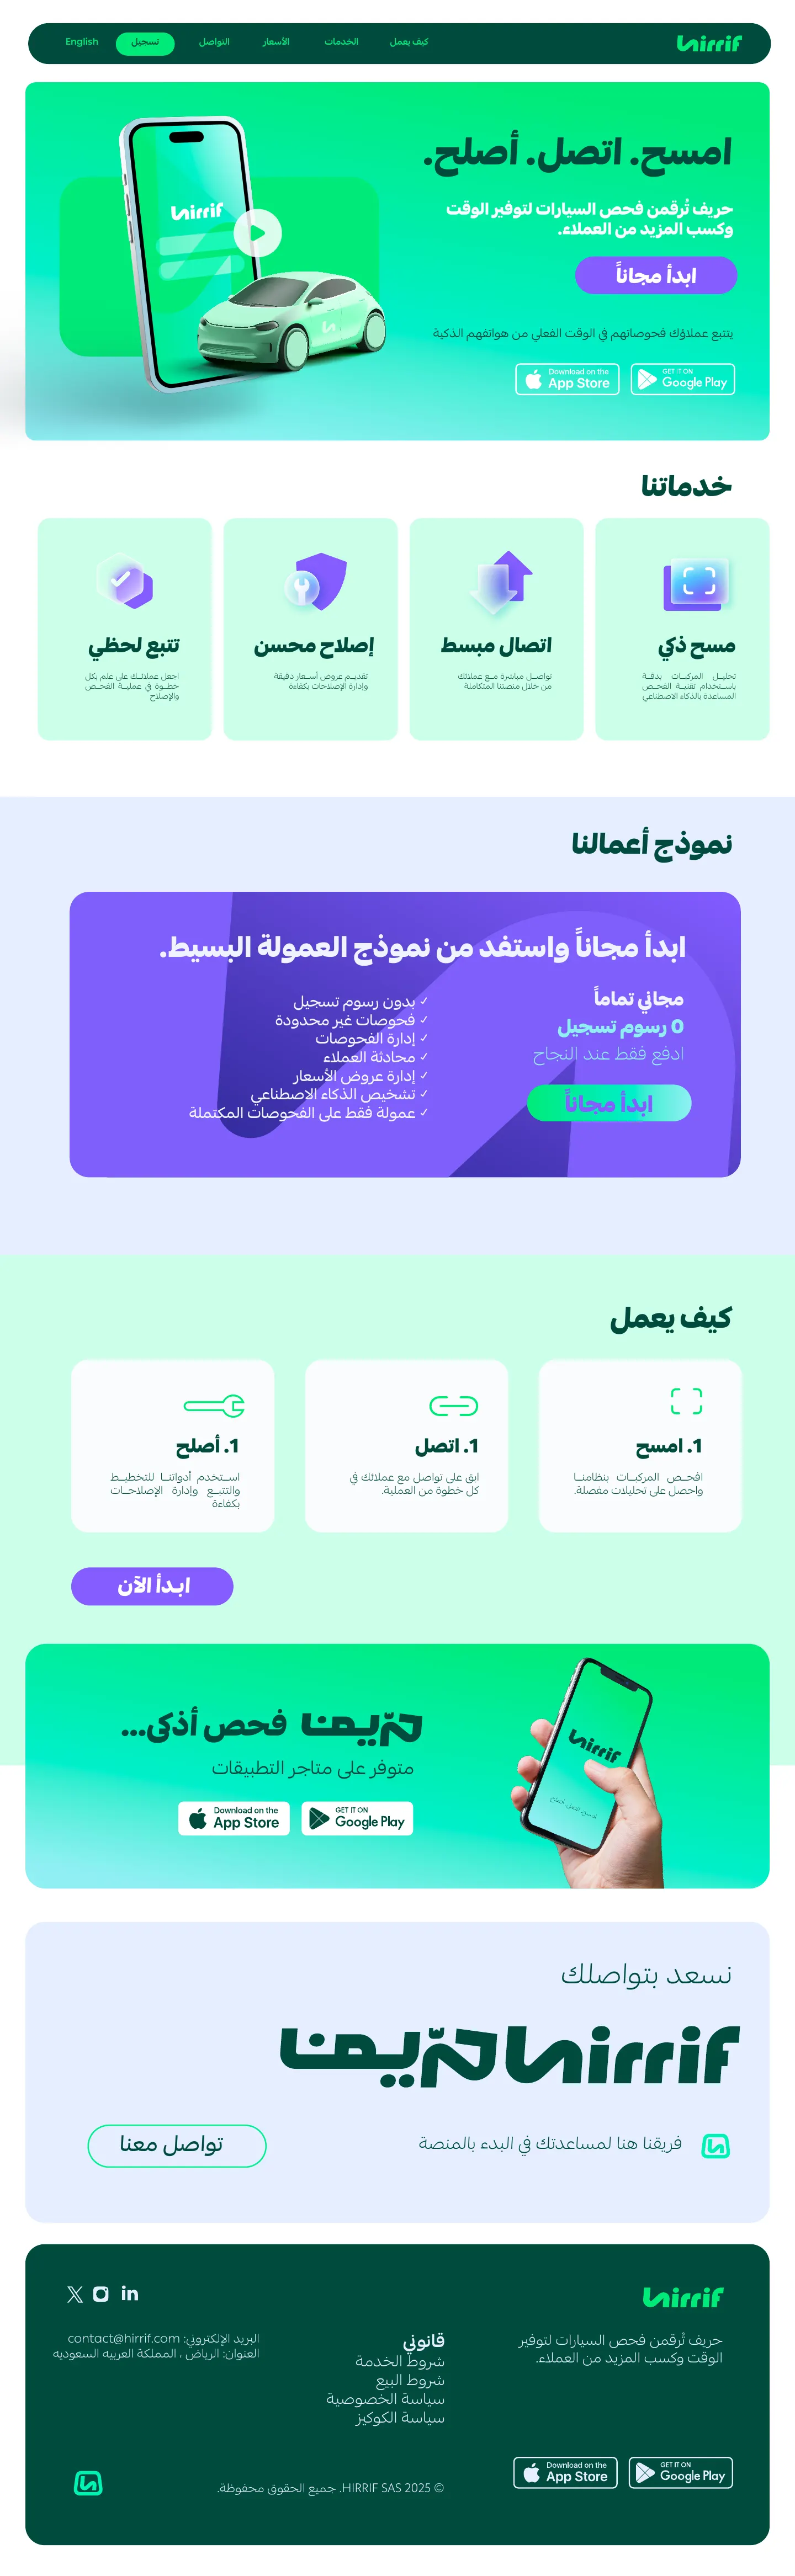 hirrif
كيف يعمل
الخدمات
الأسعار
التواصل
تسجيل
English
امسح. اتصل. أصلح.
حريف تُرقمن فحص السيارات لتوفير الوقت
وكسب المزيد من العملاء.
ابدأ مجاناً
يتتبع عملاؤك فحوصاتهم في الوقت الفعلي من هواتفهم الذكية
Download on the
App Store
GET IT ON
Google Play
hirrif
خدماتنا
مسح ذكي
تحليل المركبات بدقة
باستخدام تقنية الفحص
المساعدة بالذكاء الاصطناعي
اتصال مبسط
تواصل مباشرة مع عملائك
من خلال منصتنا المتكاملة
إصلاح محسن
تقديم عروض أسعار دقيقة
وإدارة الإصلاحات بكفاءة
تتبع لحظي
اجعل عملائك على علم بكل
خطوة في عملية الفحص
والإصلاح
نموذج أعمالنا
ابدأ مجاناً واستفد من نموذج العمولة البسيط.
مجاني تماماً
0 رسوم تسجيل
ادفع فقط عند النجاح
ابدأ مجاناً
✓ بدون رسوم تسجيل
✓ فحوصات غير محدودة
✓ إدارة الفحوصات
✓ محادثة العملاء
✓ إدارة عروض الأسعار
✓ تشخيص الذكاء الاصطناعي
✓ عمولة فقط على الفحوصات المكتملة
كيف يعمل
1. امسح
افحص المركبات بنظامنا
واحصل على تحليلات مفصلة.
1. اتصل
ابق على تواصل مع عملائك في
كل خطوة من العملية.
1. أصلح
استخدم أدواتنا للتخطيط
والتتبع وإدارة الإصلاحات
بكفاءة
ابدأ الآن
فحص أذكى...
متوفر على متاجر التطبيقات
Download on the
App Store
GET IT ON
Google Play
hirrif
امسح اتصل اصلح
نسعد بتواصلك
hirrif
فريقنا هنا لمساعدتك في البدء بالمنصة
تواصل معنا
hirrif
حريف تُرقمن فحص السيارات لتوفير
الوقت وكسب المزيد من العملاء.
قانوني
شروط الخدمة
شروط البيع
سياسة الخصوصية
سياسة الكوكيز
in
البريد الإلكتروني: contact@hirrif.com
العنوان: الرياض ، المملكة العربيه السعوديه
Download on the
App Store
GET IT ON
Google Play
© 2025 HIRRIF SAS. جميع الحقوق محفوظة.